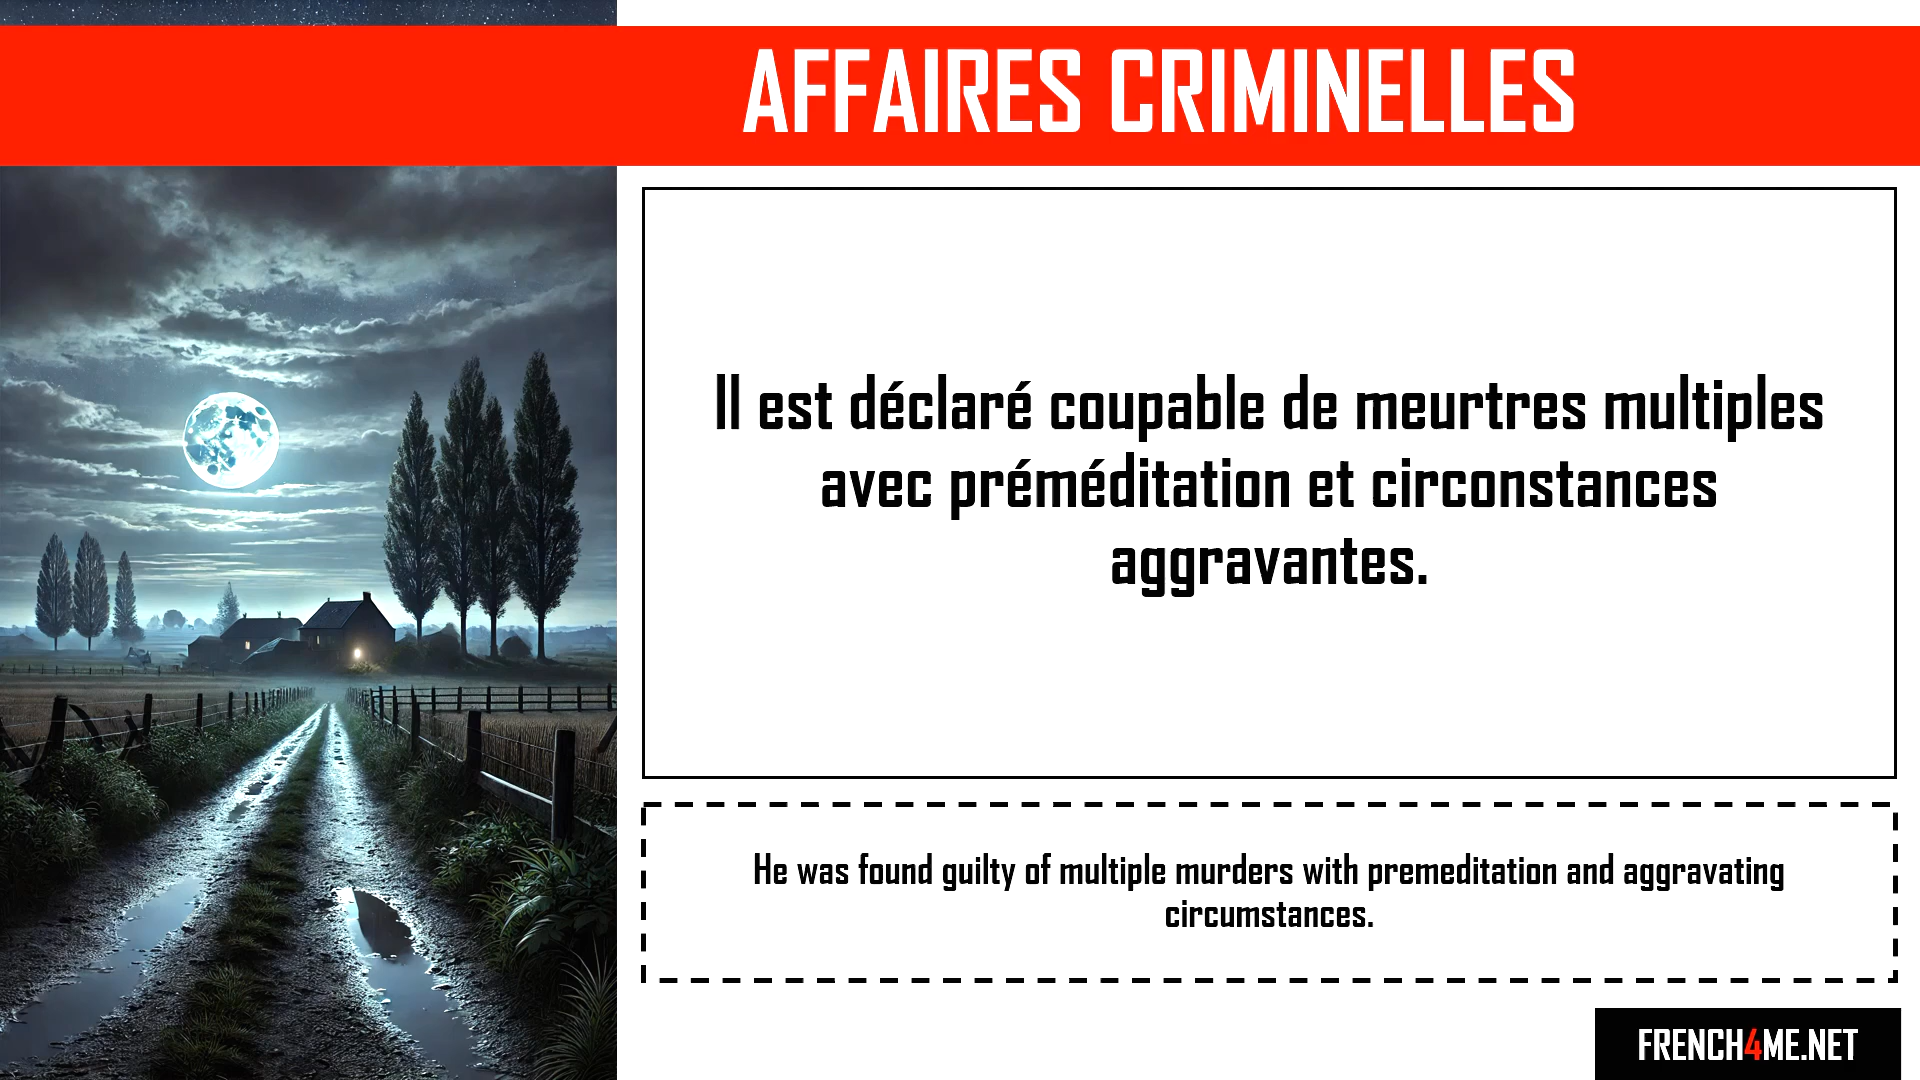 AFFAIRES CRIMINELLES
Il est déclaré coupable de meurtres multiples
avec préméditation et circonstances
aggravantes.
He was found guilty of multiple murders with premeditation and aggravating
circumstances.
FRENCH4ME.NET